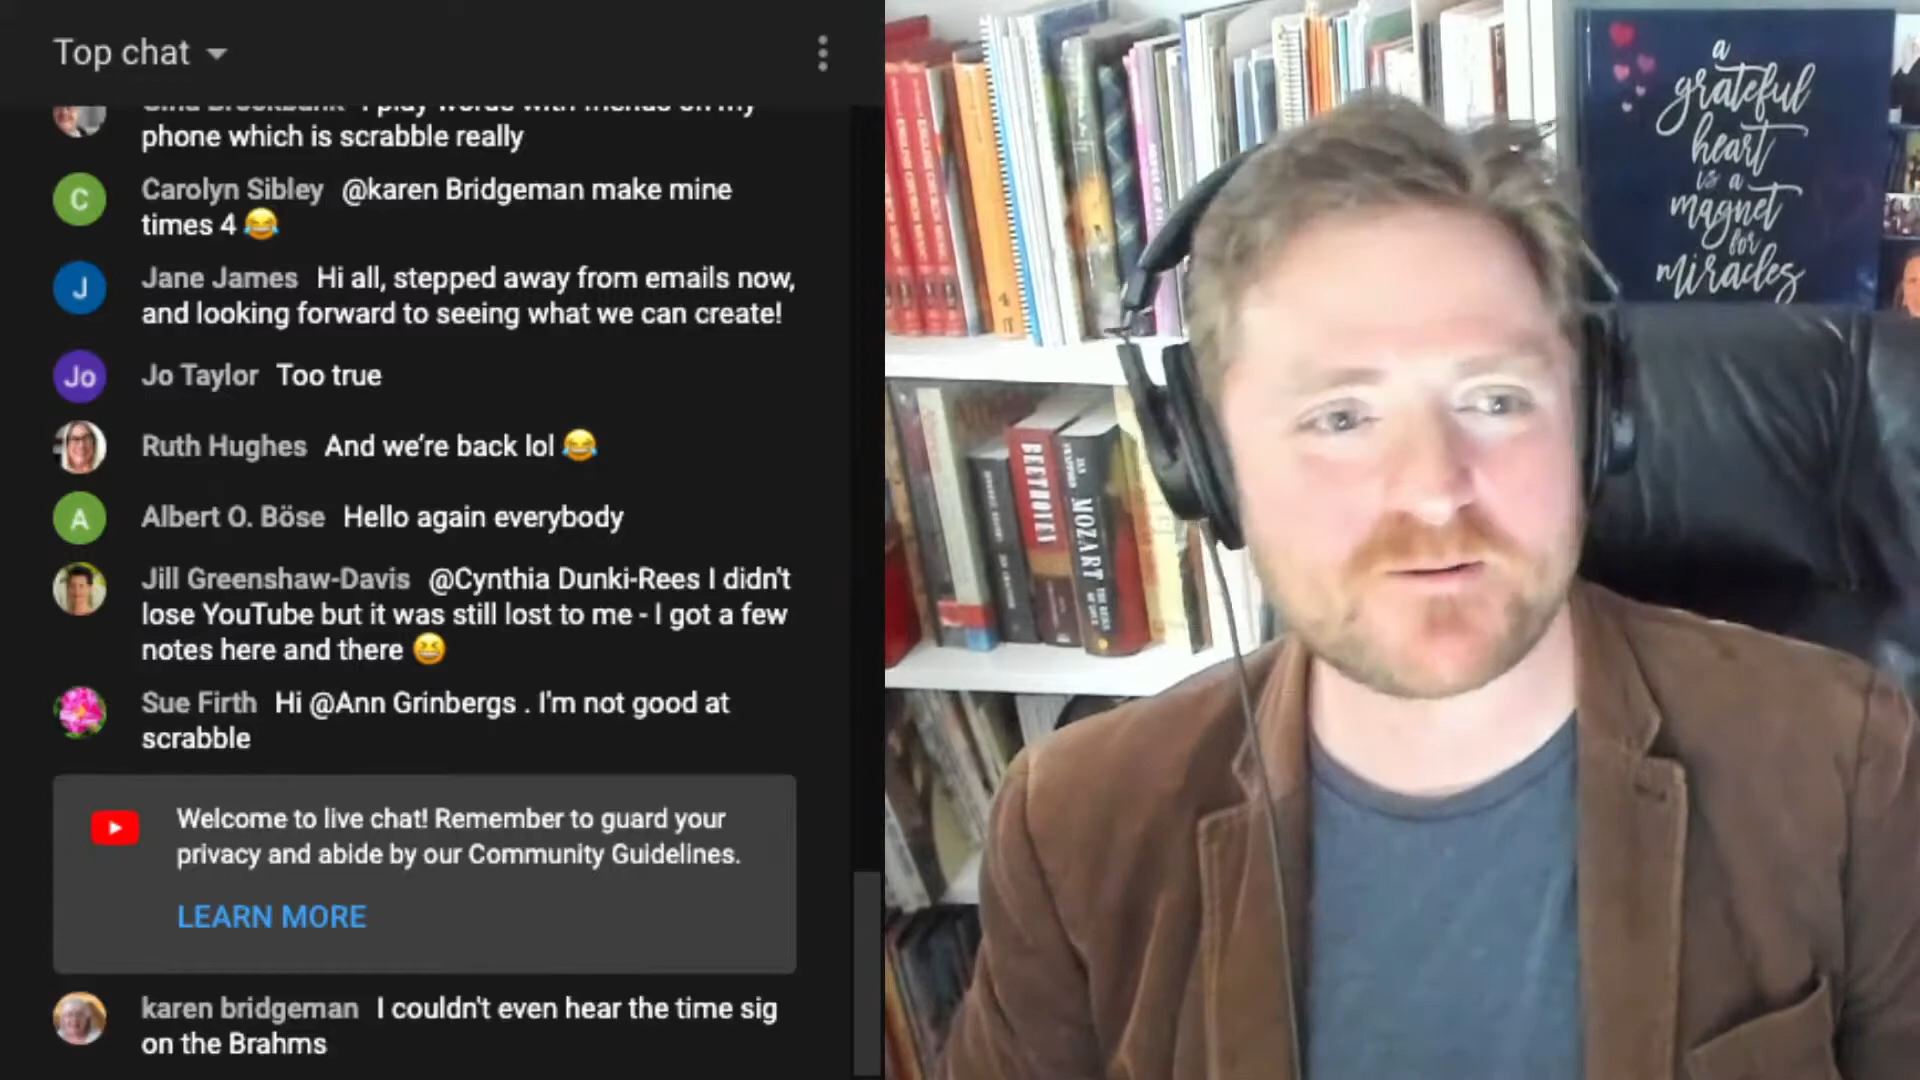 Top chat
I play words with friends on my
phone which is scrabble really
C
Carolyn Sibley @karen Bridgeman make mine
times 4 😂
J
Jane James Hi all, stepped away from emails now,
and looking forward to seeing what we can create!
Jo
Jo Taylor Too true
Ruth Hughes And we're back lol 😂
A
Albert O. Böse Hello again everybody
Jill Greenshaw-Davis @Cynthia Dunki-Rees I didn't
lose YouTube but it was still lost to me - I got a few
notes here and there 😆
Sue Firth Hi @Ann Grinbergs . I'm not good at
scrabble
Welcome to live chat! Remember to guard your
privacy and abide by our Community Guidelines.
LEARN MORE
karen bridgeman I couldn't even hear the time sig
on the Brahms
BEETHOVEN
MOZART
a
grateful
heart
is a
magnet
for
miracles